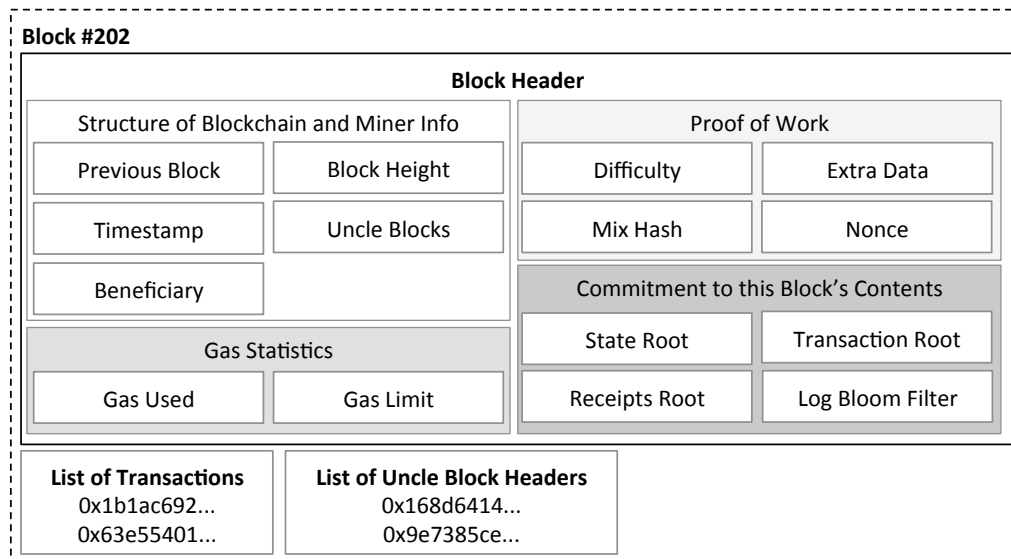 Block #202
Block Header
Structure of Blockchain and Miner Info
Previous Block
Block Height
Timestamp
Uncle Blocks
Beneficiary
Gas Statistics
Gas Used
Gas Limit
Proof of Work
Difficulty
Extra Data
Mix Hash
Nonce
Commitment to this Block's Contents
State Root
Transaction Root
Receipts Root
Log Bloom Filter
List of Transactions
0x1b1ac692...
0x63e55401...
List of Uncle Block Headers
0x168d6414...
0x9e7385ce...